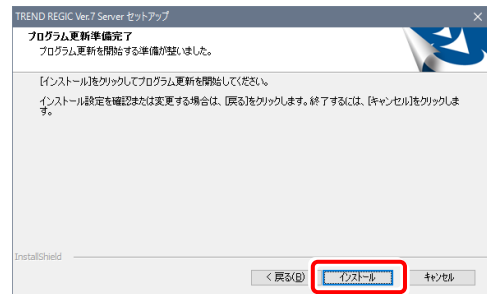 TREND REGIC Ver.7 Server セットアップ
プログラム更新準備完了
プログラム更新を開始する準備が整いました。
[インストール]をクリックしてプログラム更新を開始してください。
インストール設定を確認または変更する場合は、[戻る]をクリックします。終了するには、[キャンセル]をクリックしま
す。
InstallShield
< 戻る(B)
インストール
キャンセル